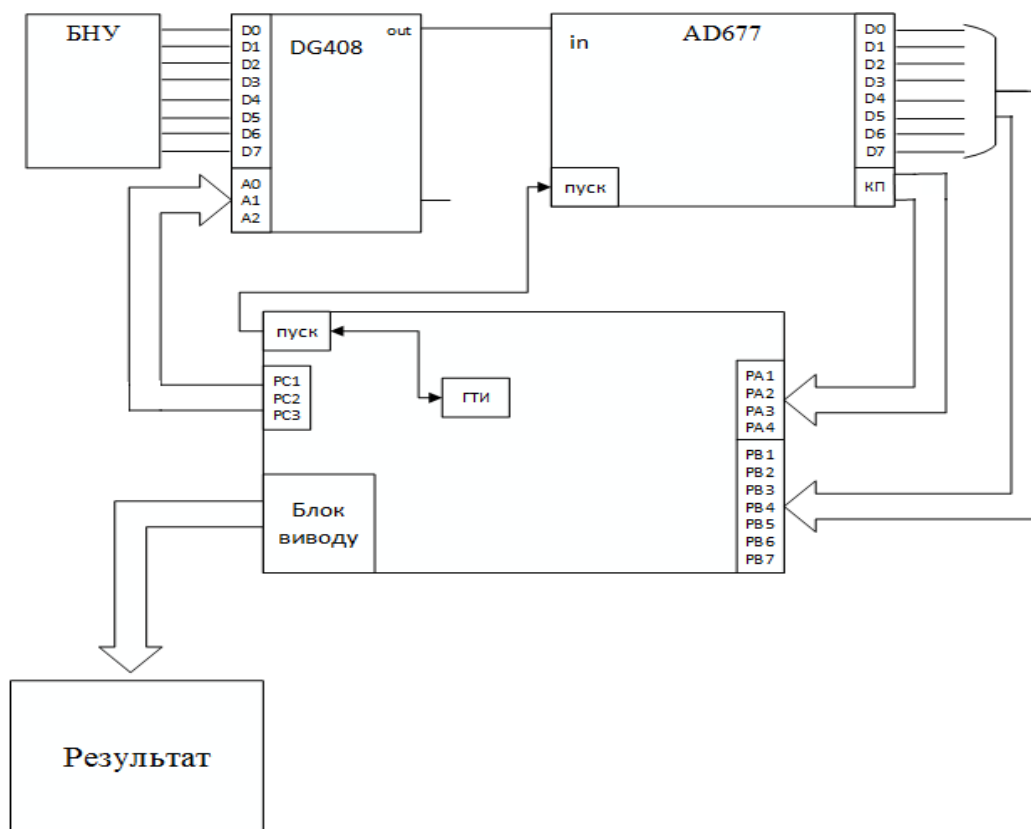 БНУ
D0
D1
D2
D3
D4
D5
D6
D7
A0
A1
A2
DG408
out
in
AD677
пуск
D0
D1
D2
D3
D4
D5
D6
D7
КП
пуск
ГТИ
PC1
PC2
PC3
PA1
PA2
PA3
PA4
PB1
PB2
PB3
PB4
PB5
PB6
PB7
Блок
виводу
Результат